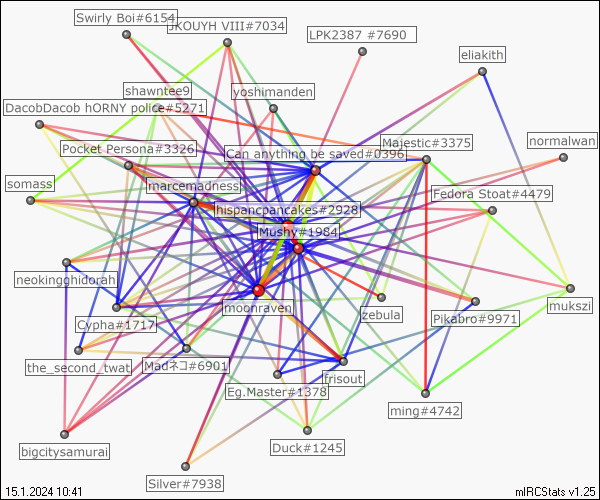 Swirly Boi#6154
JKOUYH VIII#7034
LPK2387 #7690
eliakith
shawntee9
yoshimanden
DacobDacob hORNY police#5271
Pocket Persona#3326
Can anything be saved#0396
Majestic#3375
normalwan
somass
marcemadness
hispancpancakes#2928
Fedora Stoat#4479
Mushy#1984
neokingghidorah
moonraven
zebula
Pikabro#9971
mukszi
Cypha#1717
the_second_twat
Madネコ#6901
Eg.Master#1378
frisout
ming#4742
bigcitysamurai
Duck#1245
Silver#7938
15.1.2024 10:41
mIRCStats v1.25